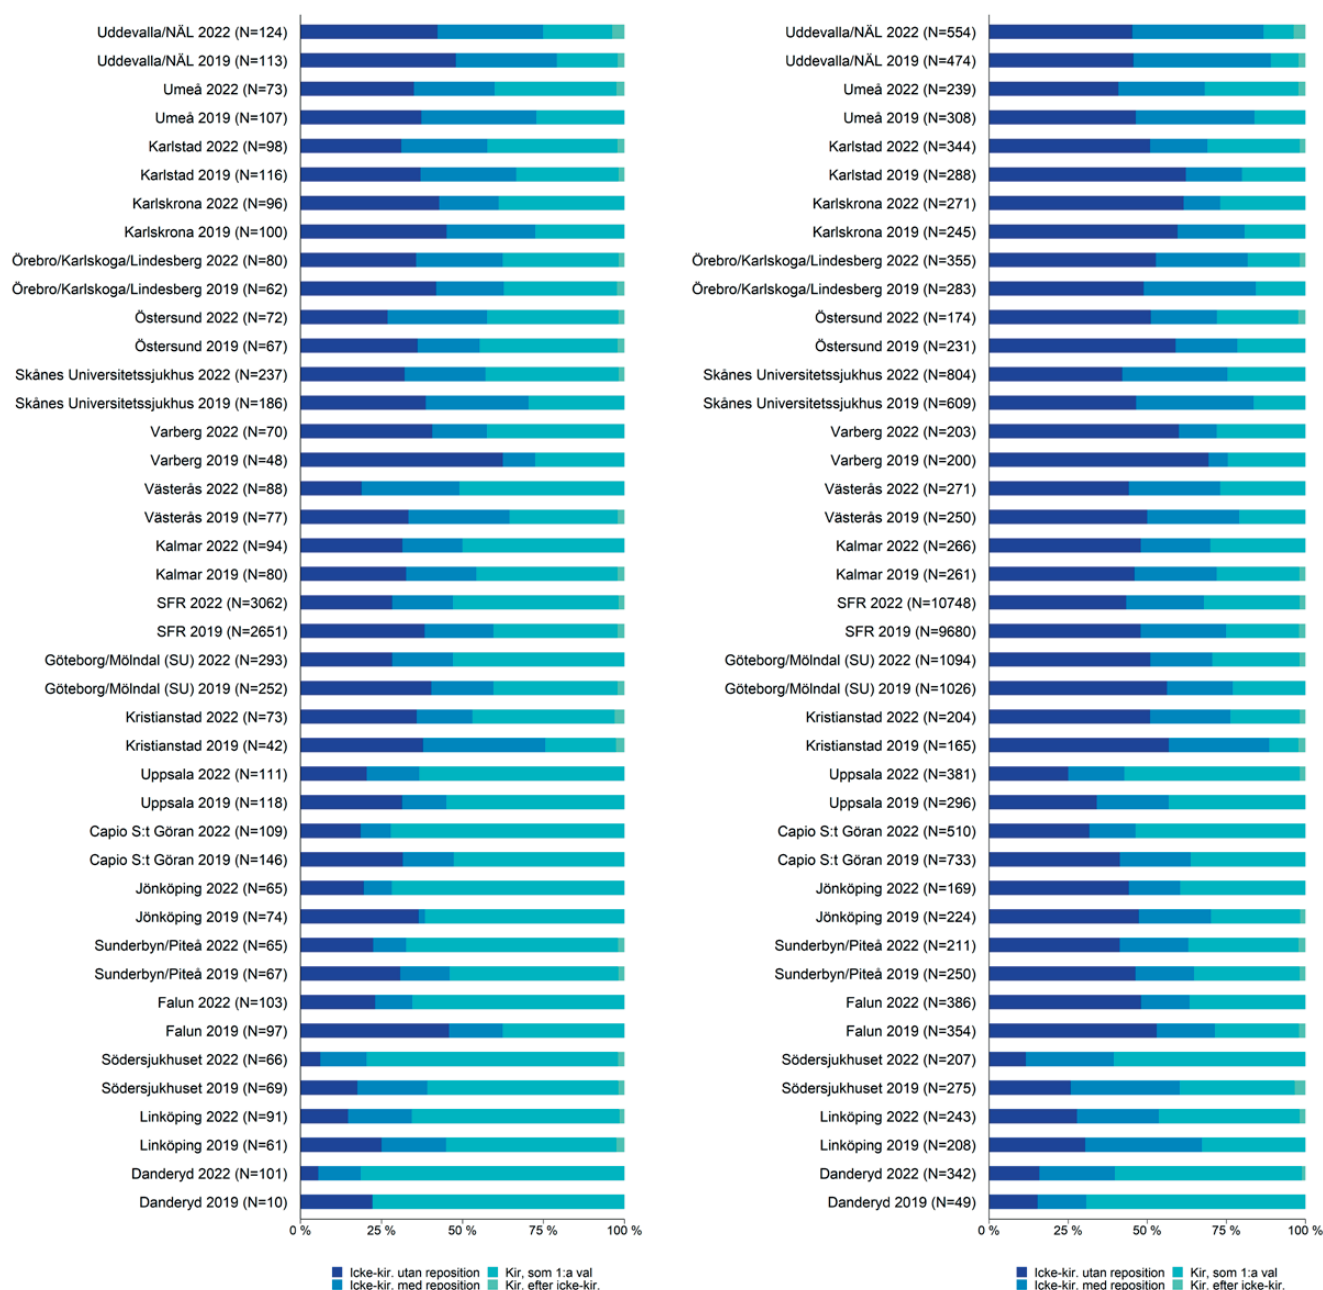 Uddevalla/NÄL 2022 (N=124)
Uddevalla/NÄL 2019 (N=113)
Umeå 2022 (N=73)
Umeå 2019 (N=107)
Karlstad 2022 (N=98)
Karlstad 2019 (N=116)
Karlskrona 2022 (N=96)
Karlskrona 2019 (N=100)
Örebro/Karlskoga/Lindesberg 2022 (N=80)
Örebro/Karlskoga/Lindesberg 2019 (N=62)
Östersund 2022 (N=72)
Östersund 2019 (N=67)
Skånes Universitetssjukhus 2022 (N=237)
Skånes Universitetssjukhus 2019 (N=186)
Varberg 2022 (N=70)
Varberg 2019 (N=48)
Västerås 2022 (N=88)
Västerås 2019 (N=77)
Kalmar 2022 (N=94)
Kalmar 2019 (N=80)
SFR 2022 (N=3062)
SFR 2019 (N=2651)
Göteborg/Mölndal (SU) 2022 (N=293)
Göteborg/Mölndal (SU) 2019 (N=252)
Kristianstad 2022 (N=73)
Kristianstad 2019 (N=42)
Uppsala 2022 (N=111)
Uppsala 2019 (N=118)
Capio S:t Göran 2022 (N=109)
Capio S:t Göran 2019 (N=146)
Jönköping 2022 (N=65)
Jönköping 2019 (N=74)
Sunderbyn/Piteå 2022 (N=65)
Sunderbyn/Piteå 2019 (N=67)
Falun 2022 (N=103)
Falun 2019 (N=97)
Södersjukhuset 2022 (N=66)
Södersjukhuset 2019 (N=69)
Linköping 2022 (N=91)
Linköping 2019 (N=61)
Danderyd 2022 (N=101)
Danderyd 2019 (N=10)
0 % 25 % 50 % 75 % 100 %
Icke-kir. utan reposition Kir, som 1:a val
Icke-kir. med reposition Kir. efter icke-kir.
Uddevalla/NÄL 2022 (N=554)
Uddevalla/NÄL 2019 (N=474)
Umeå 2022 (N=239)
Umeå 2019 (N=308)
Karlstad 2022 (N=344)
Karlstad 2019 (N=288)
Karlskrona 2022 (N=271)
Karlskrona 2019 (N=245)
Örebro/Karlskoga/Lindesberg 2022 (N=355)
Örebro/Karlskoga/Lindesberg 2019 (N=283)
Östersund 2022 (N=174)
Östersund 2019 (N=231)
Skånes Universitetssjukhus 2022 (N=804)
Skånes Universitetssjukhus 2019 (N=609)
Varberg 2022 (N=203)
Varberg 2019 (N=200)
Västerås 2022 (N=271)
Västerås 2019 (N=250)
Kalmar 2022 (N=266)
Kalmar 2019 (N=261)
SFR 2022 (N=10748)
SFR 2019 (N=9680)
Göteborg/Mölndal (SU) 2022 (N=1094)
Göteborg/Mölndal (SU) 2019 (N=1026)
Kristianstad 2022 (N=204)
Kristianstad 2019 (N=165)
Uppsala 2022 (N=381)
Uppsala 2019 (N=296)
Capio S:t Göran 2022 (N=510)
Capio S:t Göran 2019 (N=733)
Jönköping 2022 (N=169)
Jönköping 2019 (N=224)
Sunderbyn/Piteå 2022 (N=211)
Sunderbyn/Piteå 2019 (N=250)
Falun 2022 (N=386)
Falun 2019 (N=354)
Södersjukhuset 2022 (N=207)
Södersjukhuset 2019 (N=275)
Linköping 2022 (N=243)
Linköping 2019 (N=208)
Danderyd 2022 (N=342)
Danderyd 2019 (N=49)
0 % 25 % 50 % 75 % 100 %
Icke-kir. utan reposition Kir, som 1:a val
Icke-kir. med reposition Kir. efter icke-kir.